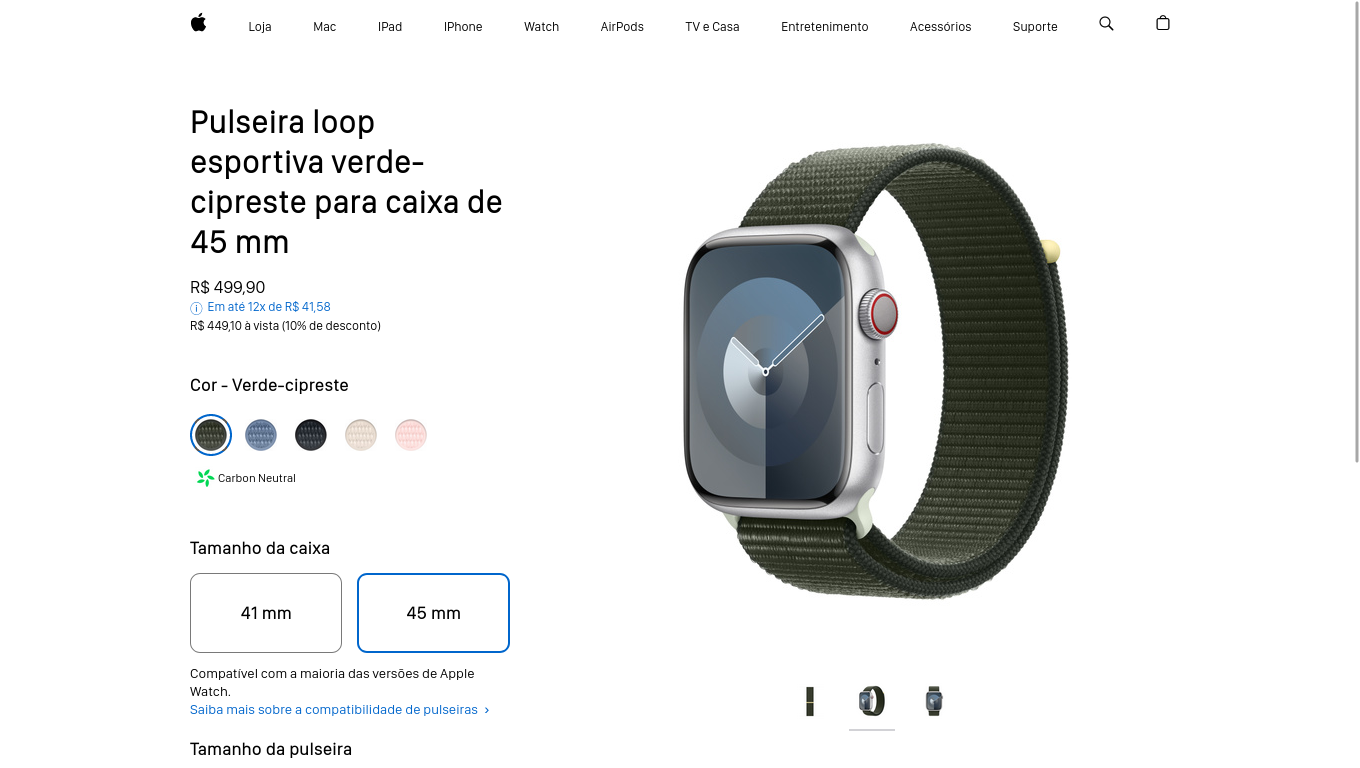 Loja Mac IPad IPhone Watch AirPods TV e Casa Entretenimento Acessórios Suporte
Pulseira loop
esportiva verde-
cipreste para caixa de
45 mm
R$ 499,90
Em até 12x de R$ 41,58
R$ 449,10 à vista (10% de desconto)
Cor - Verde-cipreste
Carbon Neutral
Tamanho da caixa
41 mm 45 mm
Compatível com a maioria das versões de Apple
Watch.
Saiba mais sobre a compatibilidade de pulseiras
Tamanho da pulseira